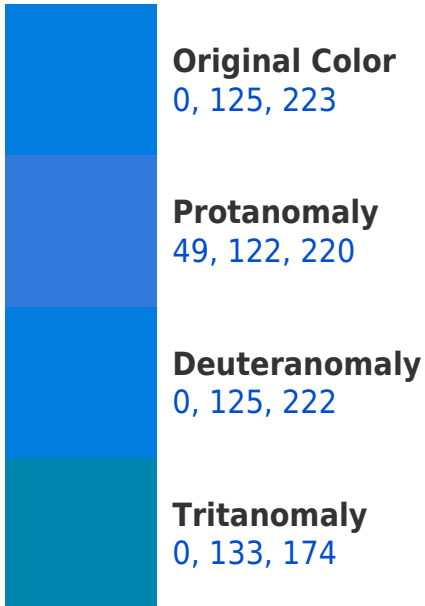 Original Color
0, 125, 223
Protanomaly
49, 122, 220
Deuteranomaly
0, 125, 222
Tritanomaly
0, 133, 174